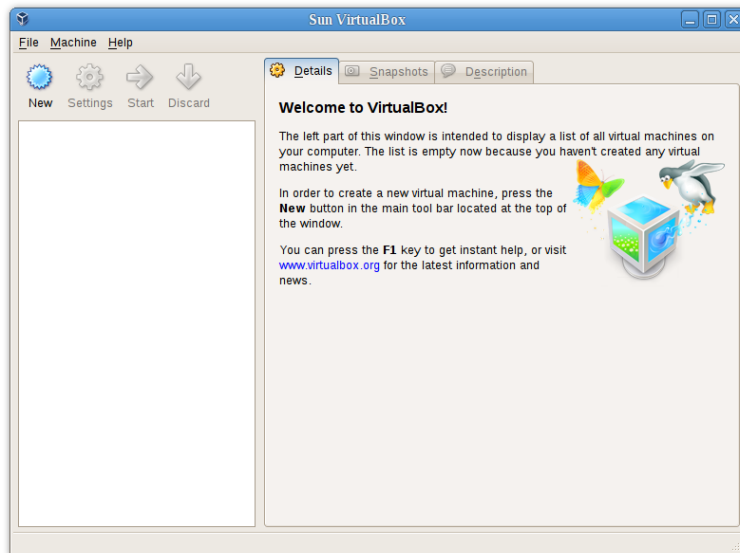 Sun VirtualBox
File Machine Help
New Settings Start Discard
Details Snapshots Description
Welcome to VirtualBox!
The left part of this window is intended to display a list of all virtual machines on
your computer. The list is empty now because you haven't created any virtual
machines yet.
In order to create a new virtual machine, press the
New button in the main tool bar located at the top of
the window.
You can press the F1 key to get instant help, or visit
www.virtualbox.org for the latest information and
news.